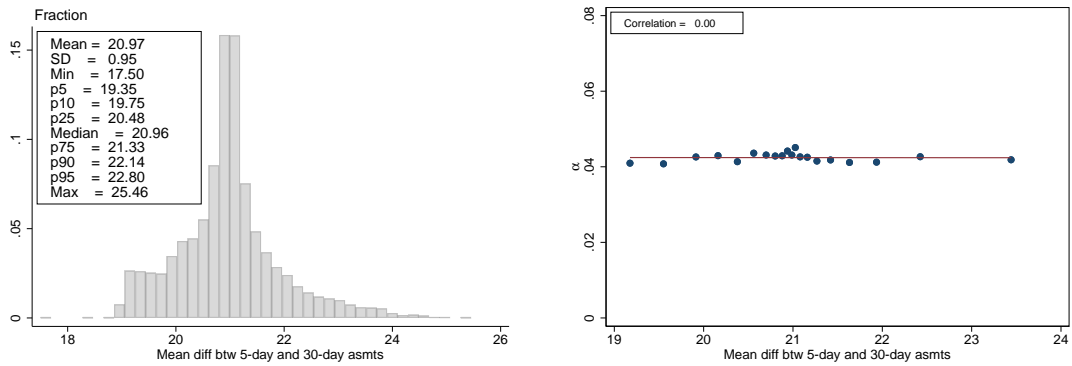 Fraction
Mean = 20.97
SD = 0.95
Min = 17.50
p5 = 19.35
p10 = 19.75
p25 = 20.48
Median = 20.96
p75 = 21.33
p90 = 22.14
p95 = 22.80
Max = 25.46
.15
.1
.05
0
18 20 22 24 26
Mean diff btw 5-day and 30-day asmts
Correlation = 0.00
.08
.06
.04
.02
0
α
19 20 21 22 23 24
Mean diff btw 5-day and 30-day asmts